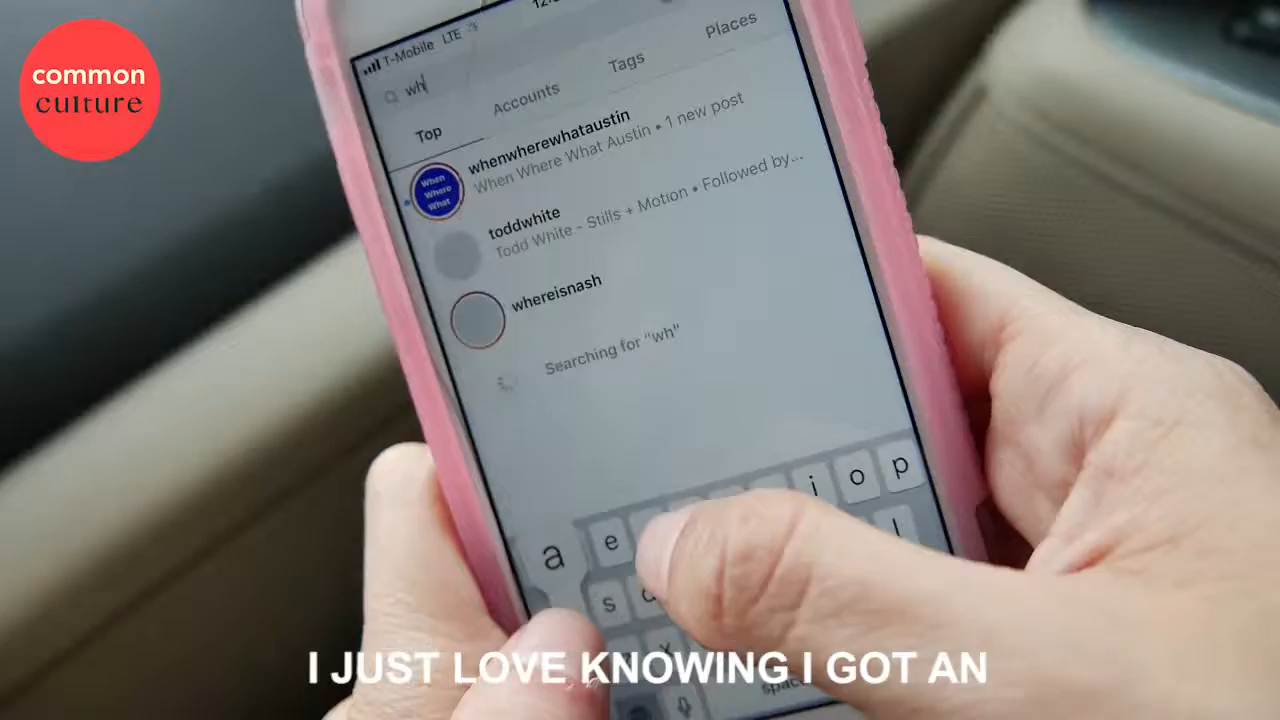 common
culture
T-Mobile LTE
wh
Top Accounts Tags Places
whenwherewhataustin
When Where What Austin • 1 new post
When
Where
What
toddwhite
Todd White - Stills + Motion • Followed by...
whereisnash
Searching for "wh"
a e i o p
s
I JUST LOVE KNOWING I GOT AN